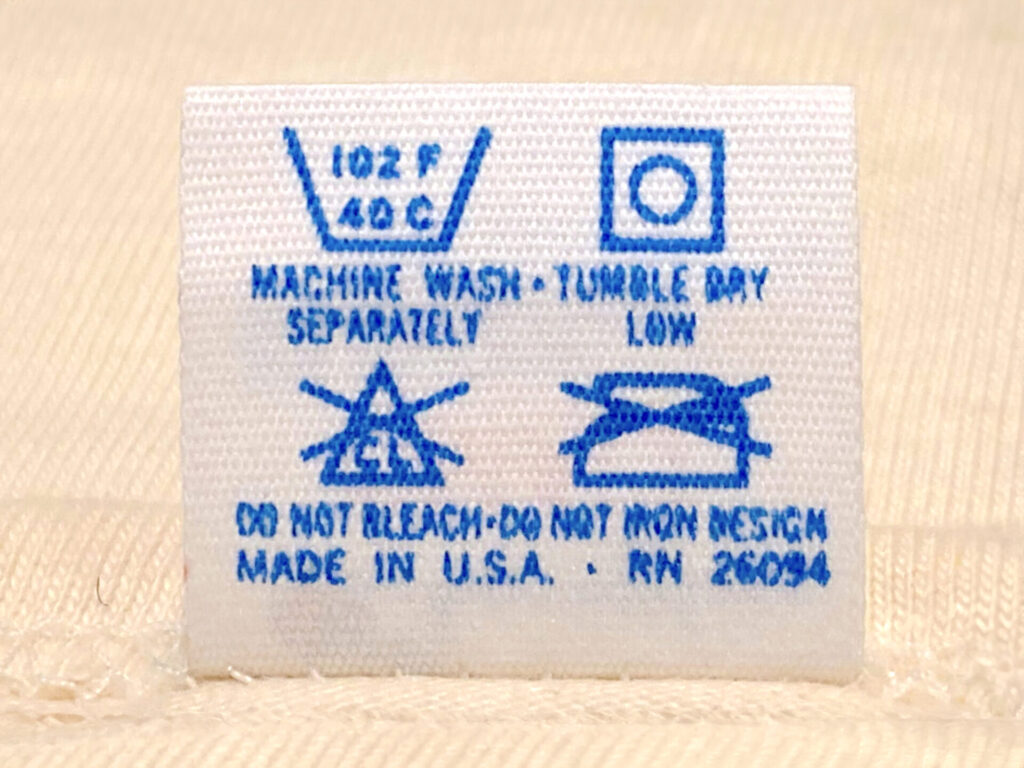 102 F
40 C
MACHINE WASH • TUMBLE DRY
SEPARATELY LOW
CL
DO NOT BLEACH • DO NOT IRON DESIGN
MADE IN U.S.A. • RN 26094